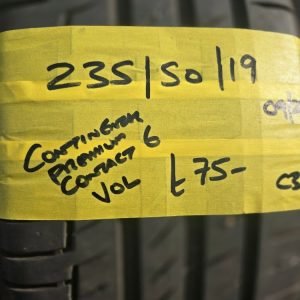 235/50/19
CONTINENTAL
PREMIUM
CONTACT 6
VOL
£75-
C3